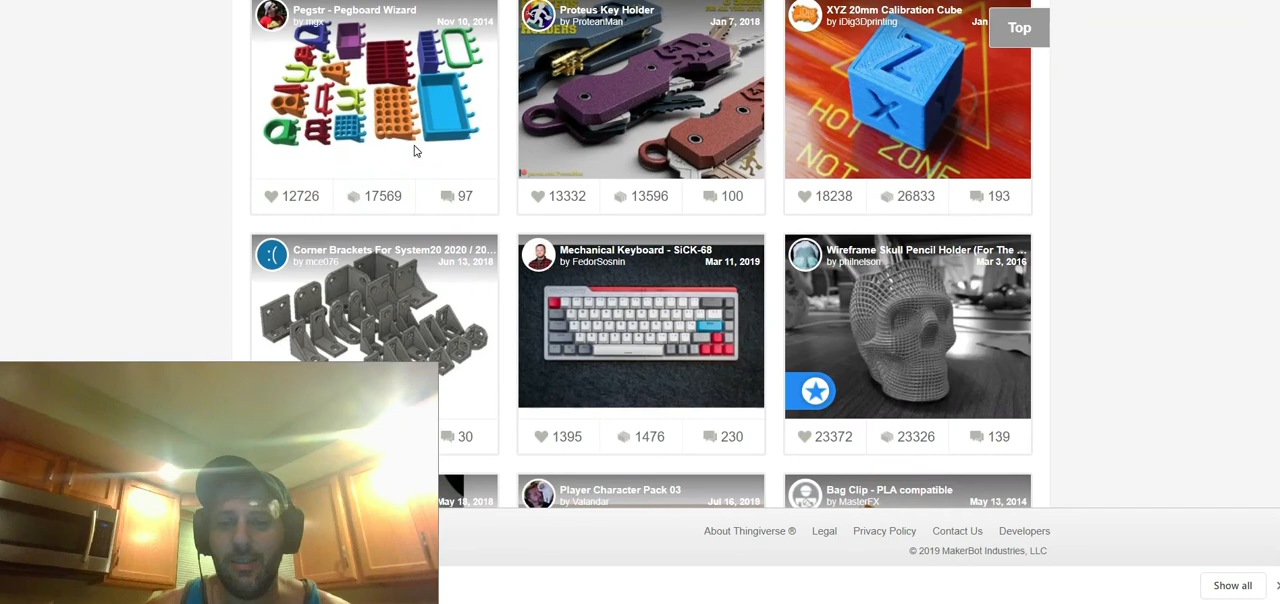 Pegstr - Pegboard Wizard
by mgx
Nov 10, 2014
12726
17569
97
Proteus Key Holder
by ProteanMan
Jan 7, 2018
13332
13596
100
XYZ 20mm Calibration Cube
by iDig3Dprinting
Jan
Z
X
HOT ZONE
NOT
18238
26833
193
Top
Corner Brackets For System20 2020 / 20...
by mce076
Jun 13, 2018
:(
30
Mechanical Keyboard - SiCK-68
by FedorSosnin
Mar 11, 2019
1395
1476
230
Wireframe Skull Pencil Holder (For The ...
by philnelson
Mar 3, 2016
23372
23326
139
May 18, 2018
Player Character Pack 03
by Valandar
Jul 16, 2019
Bag Clip - PLA compatible
by MasterFX
May 13, 2014
About Thingiverse ®
Legal
Privacy Policy
Contact Us
Developers
© 2019 MakerBot Industries, LLC
Show all